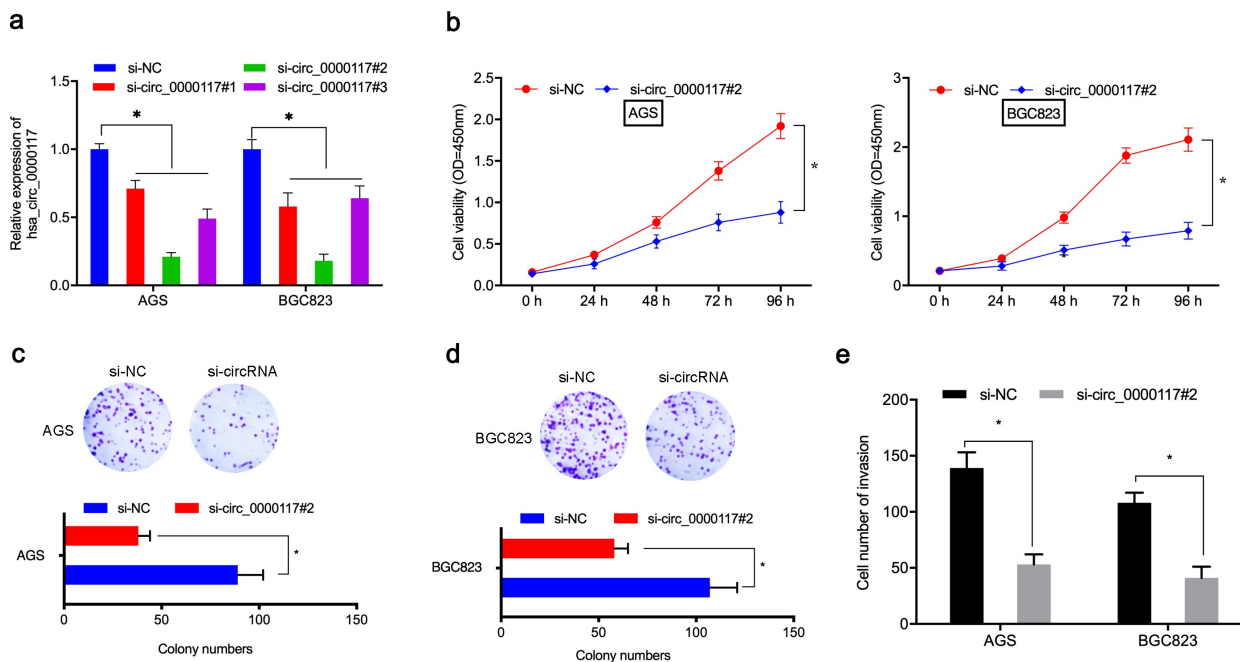 a
si-NC
si-circ_0000117#1
si-circ_0000117#2
si-circ_0000117#3
Relative expression of
hsa_circ_0000117
1.5
1.0
0.5
0.0
*
*
AGS
BGC823
b
si-NC
si-circ_0000117#2
AGS
Cell viability (OD=450nm)
2.5
2.0
1.5
1.0
0.5
0.0
*
0 h
24 h
48 h
72 h
96 h
si-NC
si-circ_0000117#2
BGC823
Cell viability (OD=450nm)
3
2
1
0
*
*
0 h
24 h
48 h
72 h
96 h
c
si-NC
si-circRNA
AGS
si-NC
si-circ_0000117#2
AGS
*
0
50
100
150
Colony numbers
d
si-NC
si-circRNA
BGC823
si-NC
si-circ_0000117#2
BGC823
*
0
50
100
150
Colony numbers
e
si-NC
si-circ_0000117#2
Cell number of invasion
200
150
100
50
0
*
*
AGS
BGC823